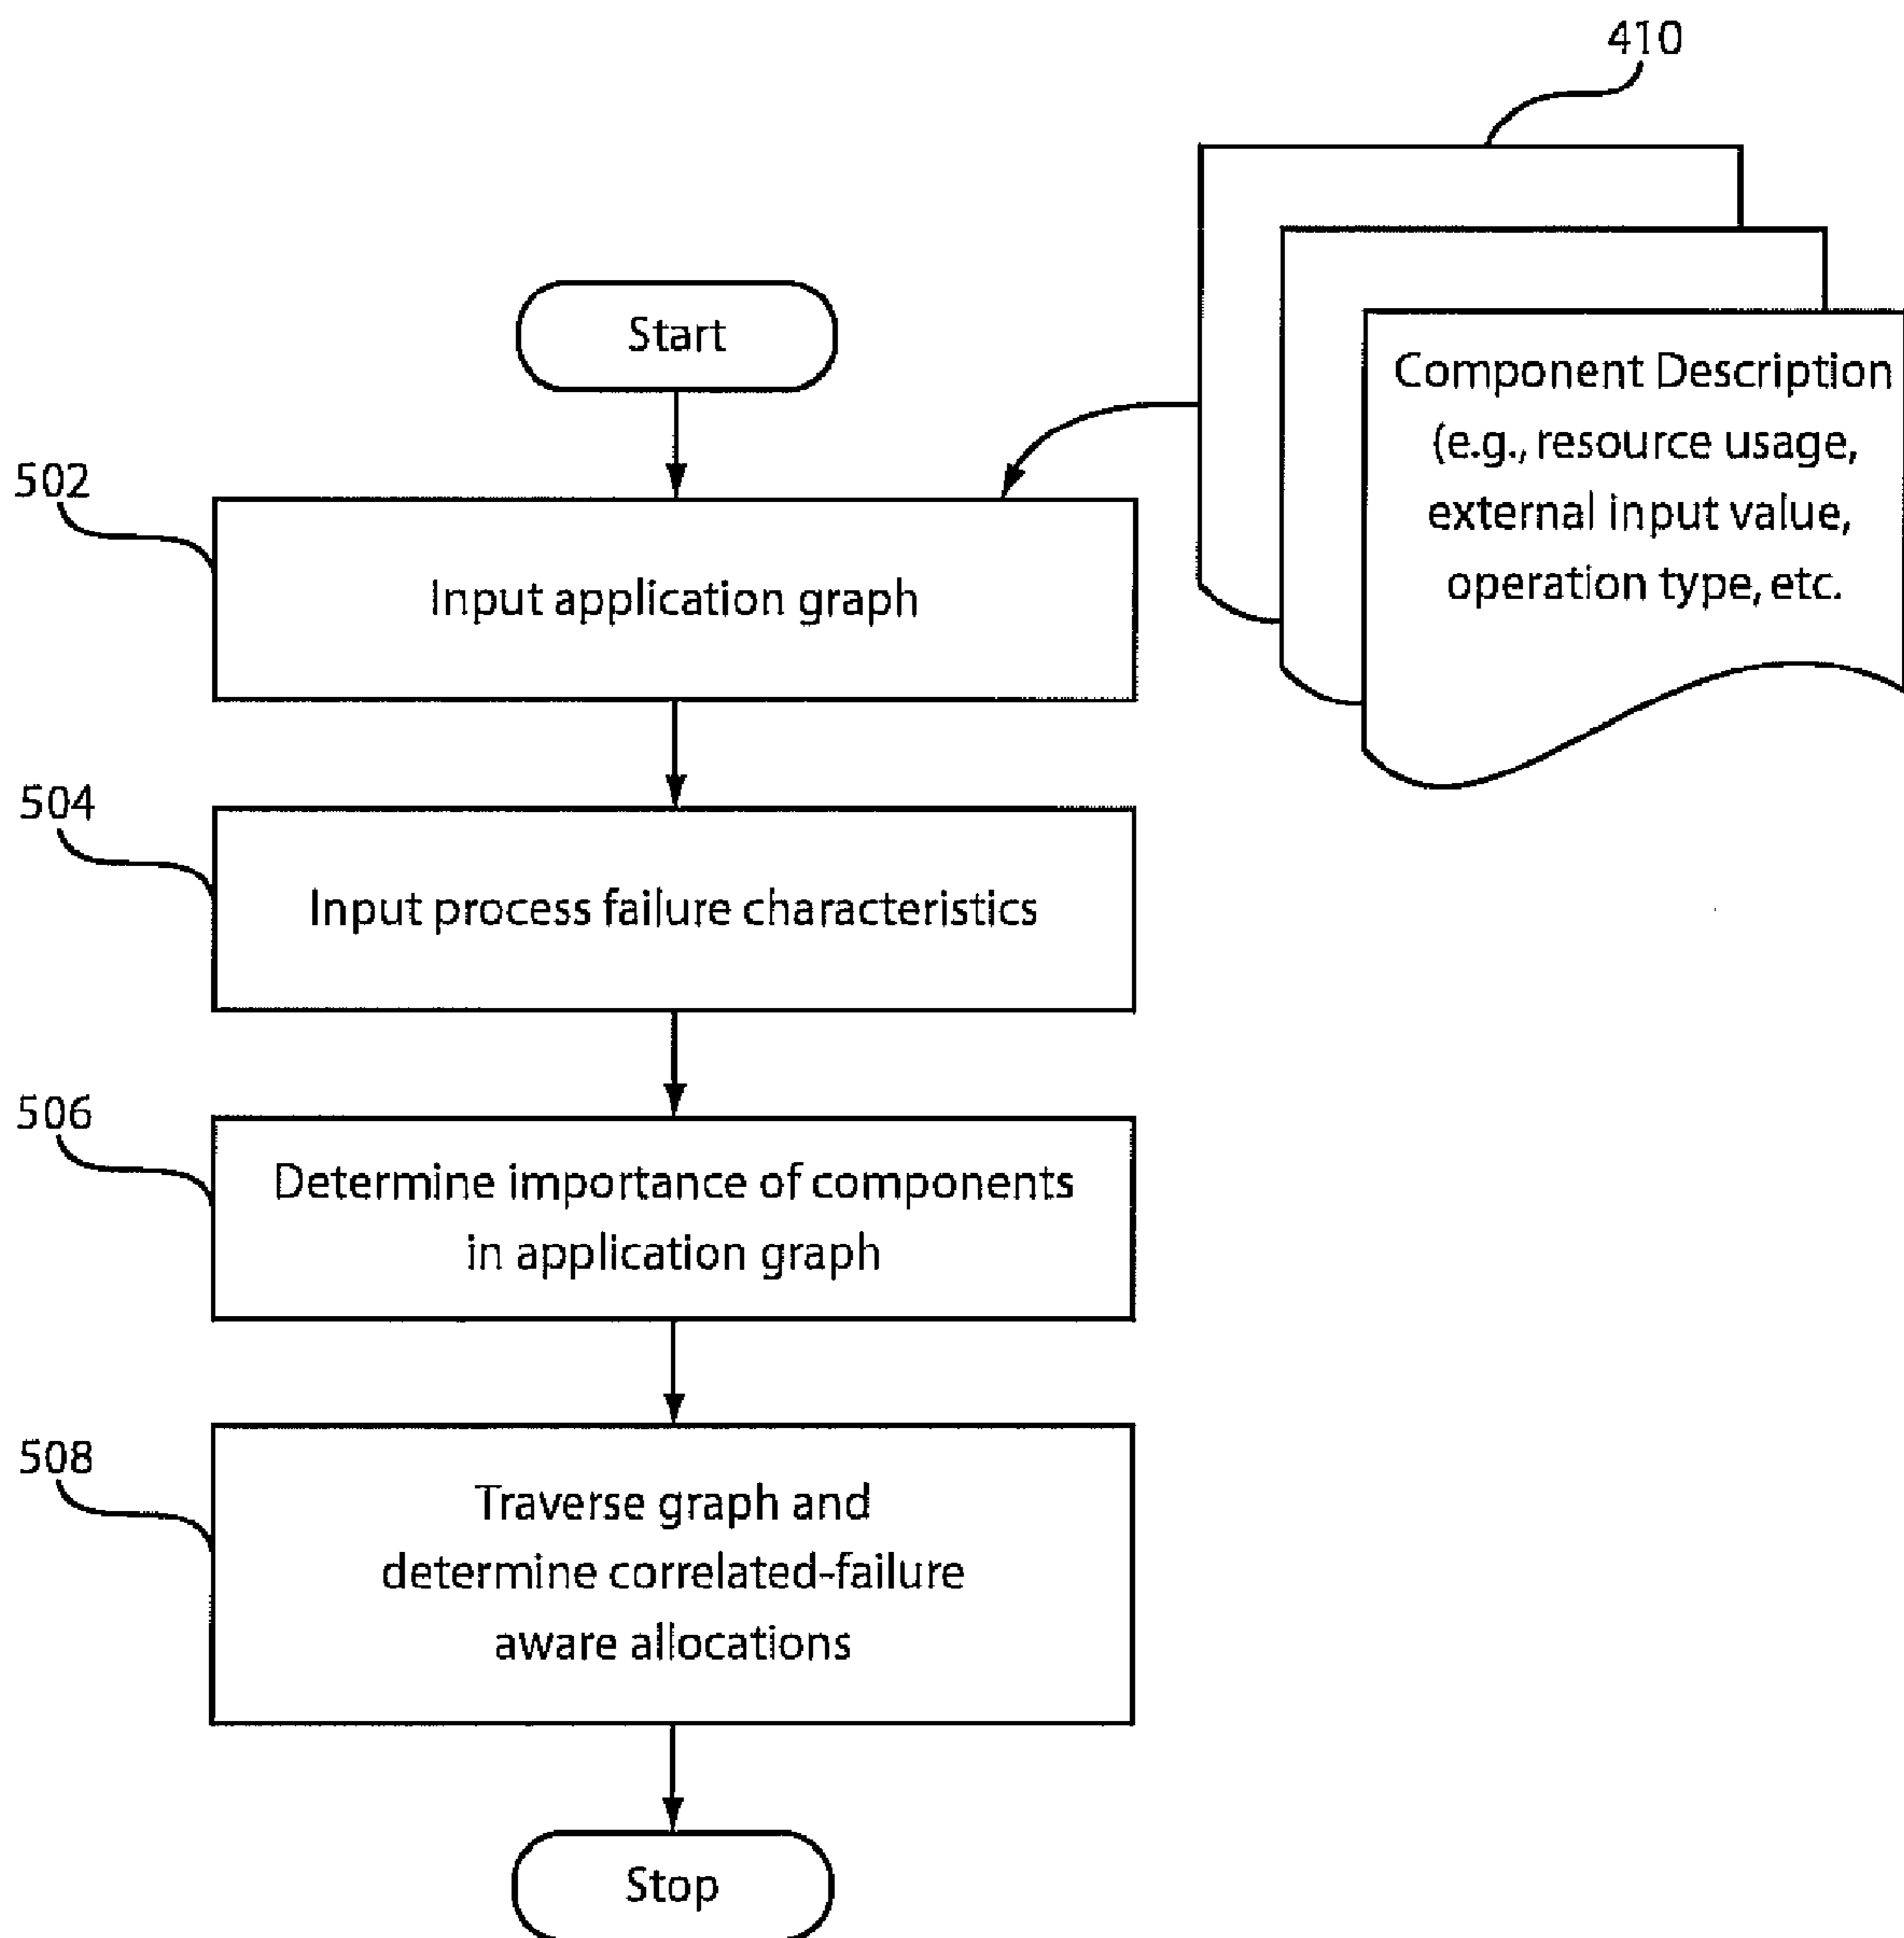 410
Start
Component Description
(e.g., resource usage,
external input value,
operation type, etc.
502
Input application graph
504
Input process failure characteristics
506
Determine importance of components
in application graph
508
Traverse graph and
determine correlated-failure
aware allocations
Stop